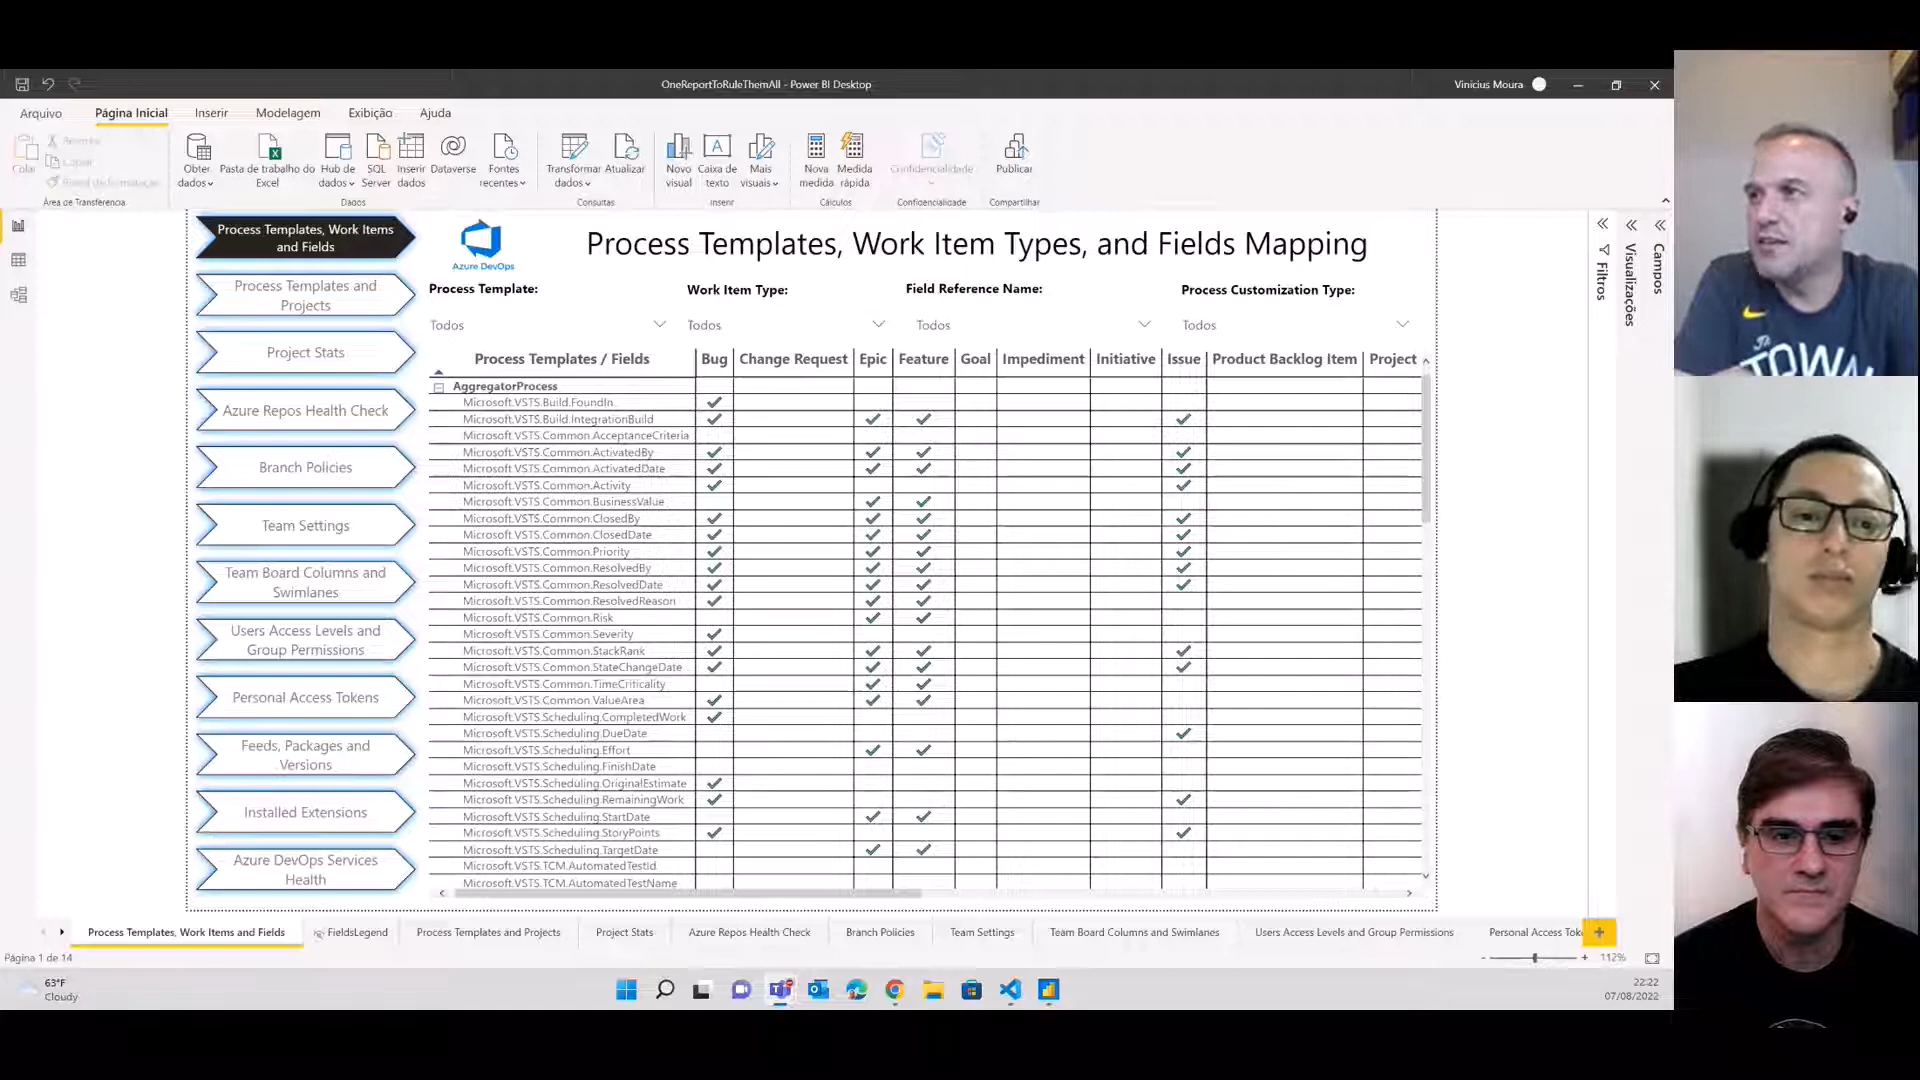 OneReportToRuleThemAll - Power BI Desktop
Vinicius Moura
Arquivo
Página Inicial
Inserir
Modelagem
Exibição
Ajuda
Colar
Copiar
Obter dados
Pasta de trabalho do Excel
Hub de dados
SQL Server
Inserir dados
Dataverse
Fontes recentes
Transformar dados
Atualizar
Novo visual
Caixa de texto
Mais visuais
Nova medida
Medida rápida
Confidencialidade
Publicar
Área de Transferência
Dados
Consultas
Inserir
Cálculos
Confidencialidade
Compartilhar
Process Templates, Work Items
and Fields
Process Templates and
Projects
Project Stats
Azure Repos Health Check
Branch Policies
Team Settings
Team Board Columns and
Swimlanes
Users Access Levels and
Group Permissions
Personal Access Tokens
Feeds, Packages and
Versions
Installed Extensions
Azure DevOps Services
Health
Azure DevOps
Process Templates, Work Item Types, and Fields Mapping
Process Template:
Work Item Type:
Field Reference Name:
Process Customization Type:
Todos
Todos
Todos
Todos
Process Templates / Fields
Bug
Change Request
Epic
Feature
Goal
Impediment
Initiative
Issue
Product Backlog Item
Project
AggregatorProcess
Microsoft.VSTS.Build.FoundIn
Microsoft.VSTS.Build.IntegrationBuild
Microsoft.VSTS.Common.AcceptanceCriteria
Microsoft.VSTS.Common.ActivatedBy
Microsoft.VSTS.Common.ActivatedDate
Microsoft.VSTS.Common.Activity
Microsoft.VSTS.Common.BusinessValue
Microsoft.VSTS.Common.ClosedBy
Microsoft.VSTS.Common.ClosedDate
Microsoft.VSTS.Common.Priority
Microsoft.VSTS.Common.ResolvedBy
Microsoft.VSTS.Common.ResolvedDate
Microsoft.VSTS.Common.ResolvedReason
Microsoft.VSTS.Common.Risk
Microsoft.VSTS.Common.Severity
Microsoft.VSTS.Common.StackRank
Microsoft.VSTS.Common.StateChangeDate
Microsoft.VSTS.Common.TimeCriticality
Microsoft.VSTS.Common.ValueArea
Microsoft.VSTS.Scheduling.CompletedWork
Microsoft.VSTS.Scheduling.DueDate
Microsoft.VSTS.Scheduling.Effort
Microsoft.VSTS.Scheduling.FinishDate
Microsoft.VSTS.Scheduling.OriginalEstimate
Microsoft.VSTS.Scheduling.RemainingWork
Microsoft.VSTS.Scheduling.StartDate
Microsoft.VSTS.Scheduling.StoryPoints
Microsoft.VSTS.Scheduling.TargetDate
Microsoft.VSTS.TCM.AutomatedTestId
Microsoft.VSTS.TCM.AutomatedTestName
Filtros
Visualizações
Campos
Process Templates, Work Items and Fields
FieldsLegend
Process Templates and Projects
Project Stats
Azure Repos Health Check
Branch Policies
Team Settings
Team Board Columns and Swimlanes
Users Access Levels and Group Permissions
Personal Access Toke
Página 1 de 14
112%
63°F
Cloudy
22:22
07/08/2022
The
TOWN